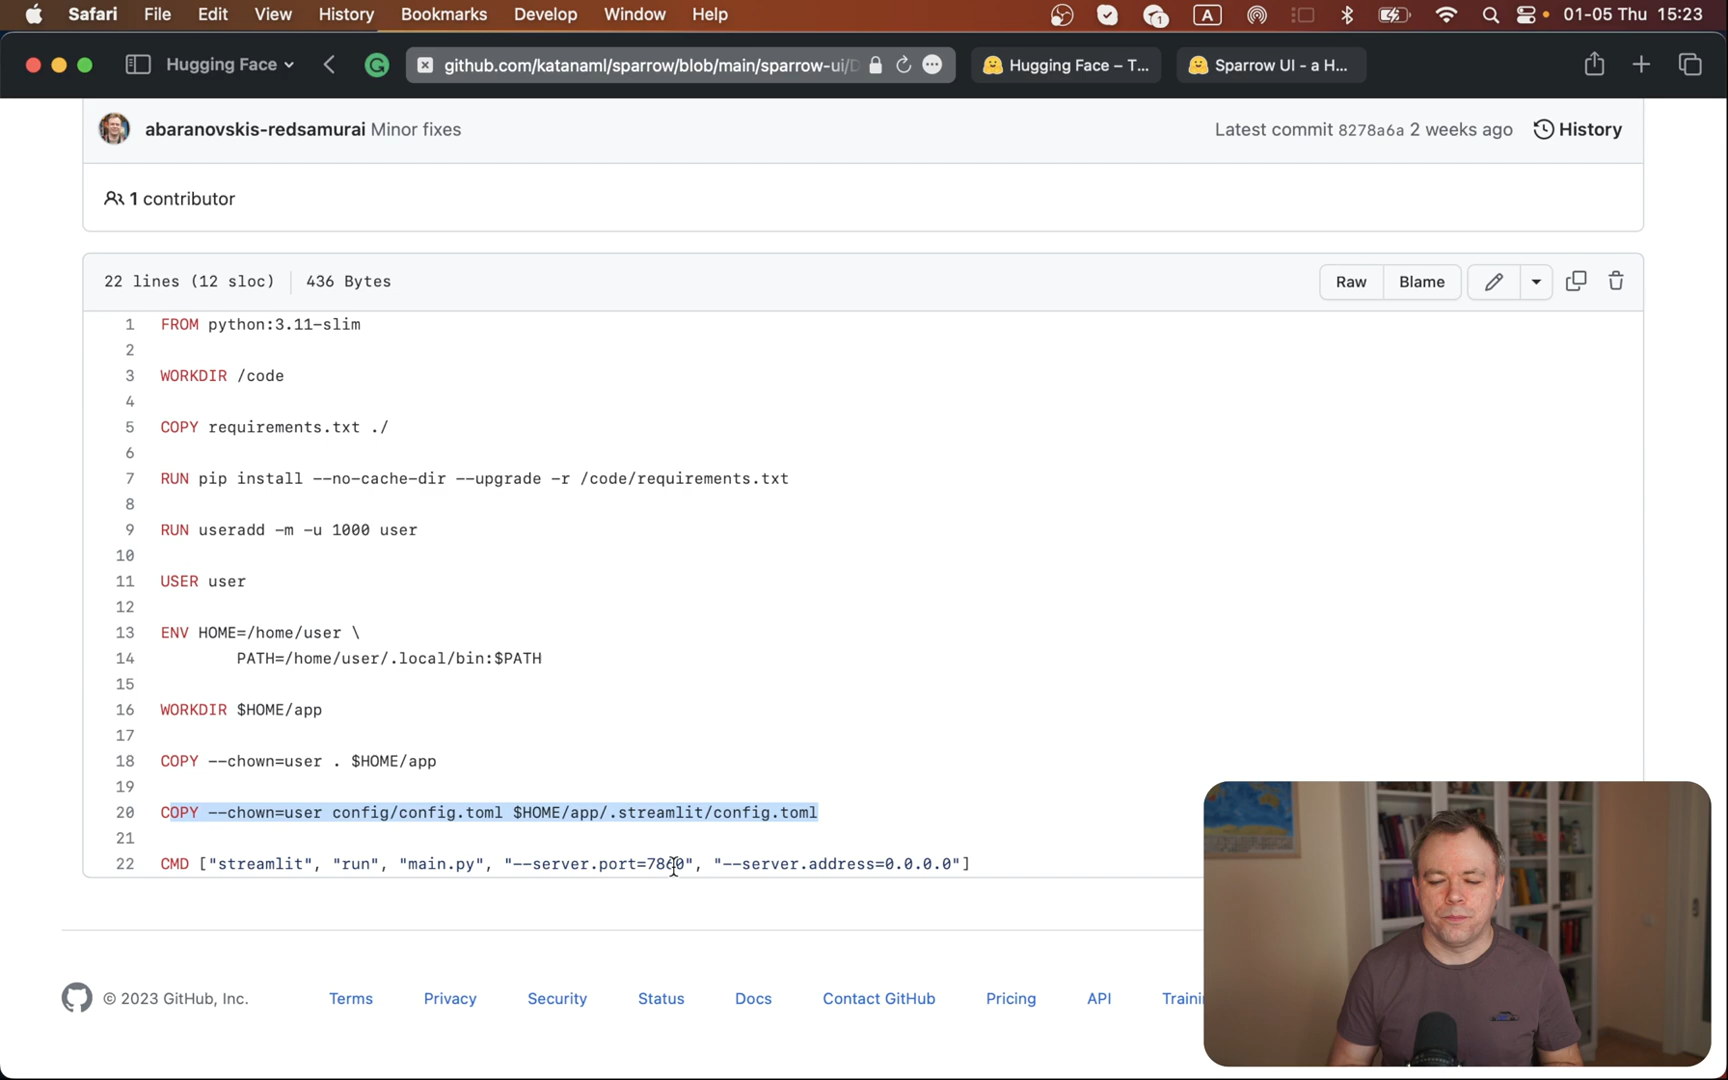 Safari File Edit View History Bookmarks Develop Window Help 1 A 01-05 Thu 15:23
Hugging Face github.com/katanaml/sparrow/blob/main/sparrow-ui/D Hugging Face – T... Sparrow UI - a H...
abaranovskis-redsamurai Minor fixes Latest commit 8278a6a 2 weeks ago History
1 contributor
22 lines (12 sloc) 436 Bytes Raw Blame
1 FROM python:3.11-slim
2
3 WORKDIR /code
4
5 COPY requirements.txt ./
6
7 RUN pip install --no-cache-dir --upgrade -r /code/requirements.txt
8
9 RUN useradd -m -u 1000 user
10
11 USER user
12
13 ENV HOME=/home/user \
14 PATH=/home/user/.local/bin:$PATH
15
16 WORKDIR $HOME/app
17
18 COPY --chown=user . $HOME/app
19
20 COPY --chown=user config/config.toml $HOME/app/.streamlit/config.toml
21
22 CMD ["streamlit", "run", "main.py", "--server.port=7860", "--server.address=0.0.0.0"]
© 2023 GitHub, Inc. Terms Privacy Security Status Docs Contact GitHub Pricing API Traini